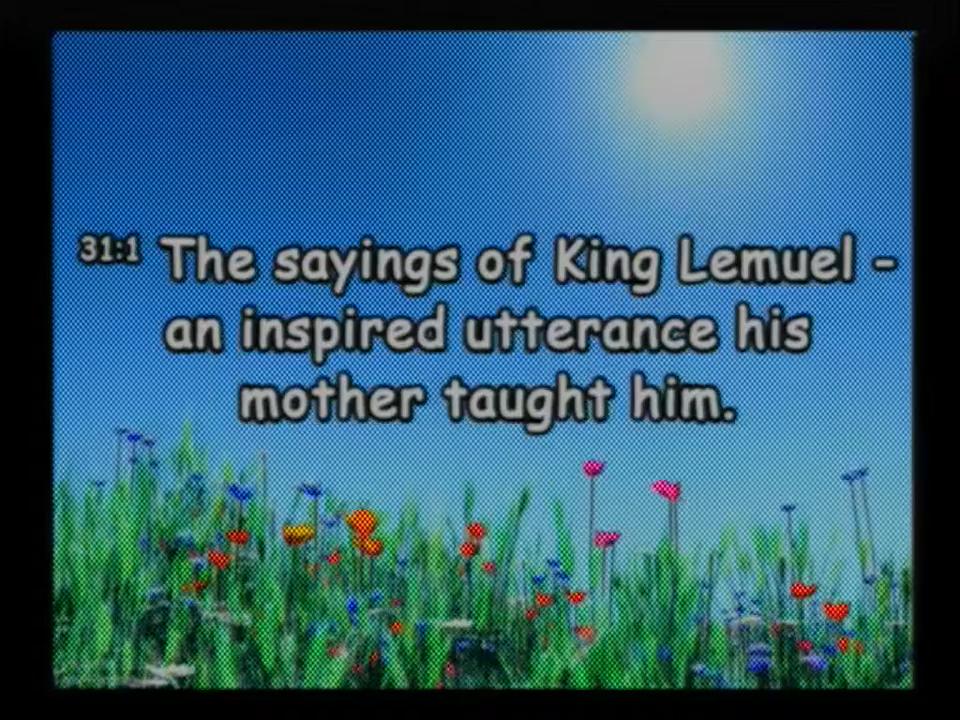 31:1 The sayings of King Lemuel -
an inspired utterance his
mother taught him.